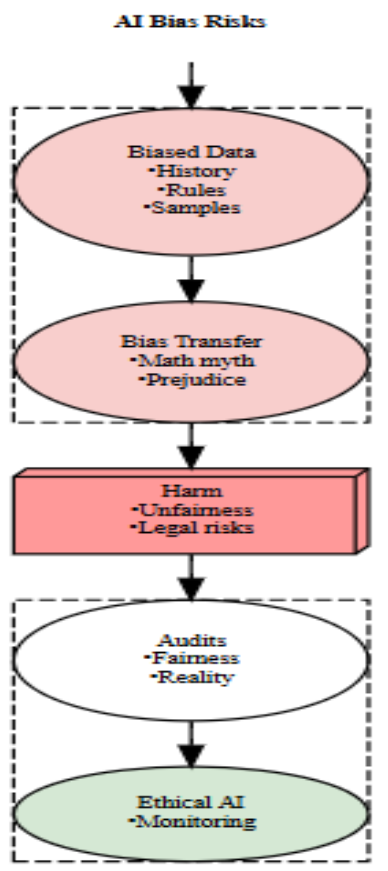 AI Bias Risks
Biased Data
•History
•Rules
•Samples
Bias Transfer
•Math myth
•Prejudice
Harm
•Unfairness
•Legal risks
Audits
•Fairness
•Reality
Ethical AI
•Monitoring